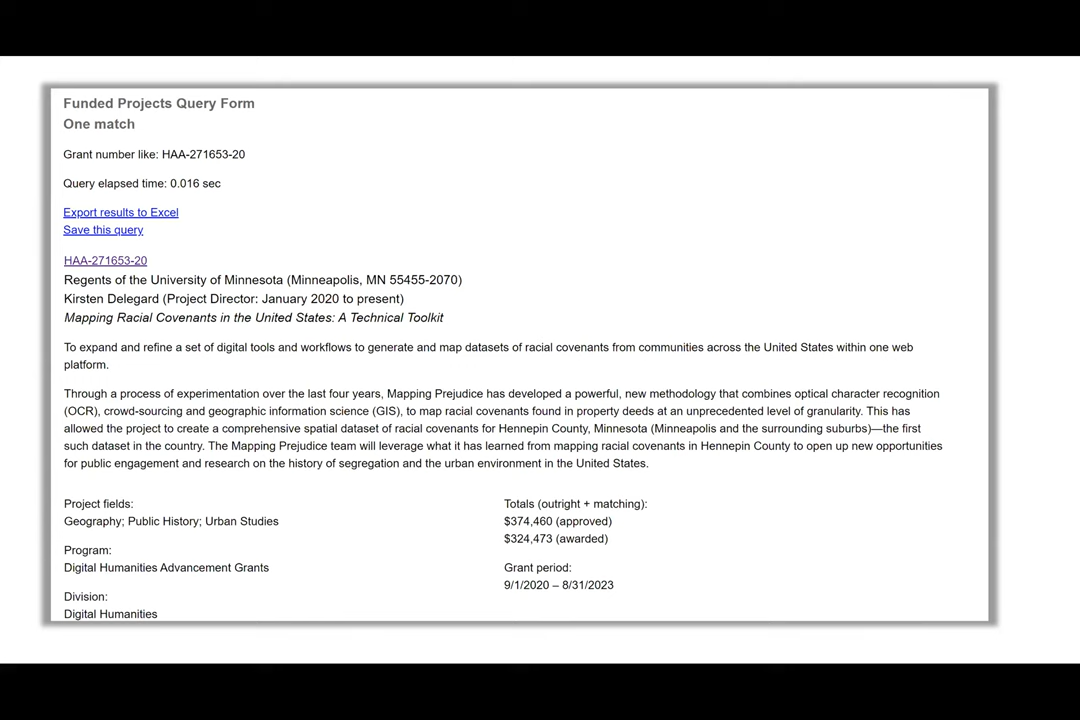 Funded Projects Query Form
One match
Grant number like: HAA-271653-20
Query elapsed time: 0.016 sec
Export results to Excel
Save this query
HAA-271653-20
Regents of the University of Minnesota (Minneapolis, MN 55455-2070)
Kirsten Delegard (Project Director: January 2020 to present)
Mapping Racial Covenants in the United States: A Technical Toolkit
To expand and refine a set of digital tools and workflows to generate and map datasets of racial covenants from communities across the United States within one web
platform.
Through a process of experimentation over the last four years, Mapping Prejudice has developed a powerful, new methodology that combines optical character recognition
(OCR), crowd-sourcing and geographic information science (GIS), to map racial covenants found in property deeds at an unprecedented level of granularity. This has
allowed the project to create a comprehensive spatial dataset of racial covenants for Hennepin County, Minnesota (Minneapolis and the surrounding suburbs)—the first
such dataset in the country. The Mapping Prejudice team will leverage what it has learned from mapping racial covenants in Hennepin County to open up new opportunities
for public engagement and research on the history of segregation and the urban environment in the United States.
Project fields:
Geography; Public History; Urban Studies
Program:
Digital Humanities Advancement Grants
Division:
Digital Humanities
Totals (outright + matching):
$374,460 (approved)
$324,473 (awarded)
Grant period:
9/1/2020 – 8/31/2023